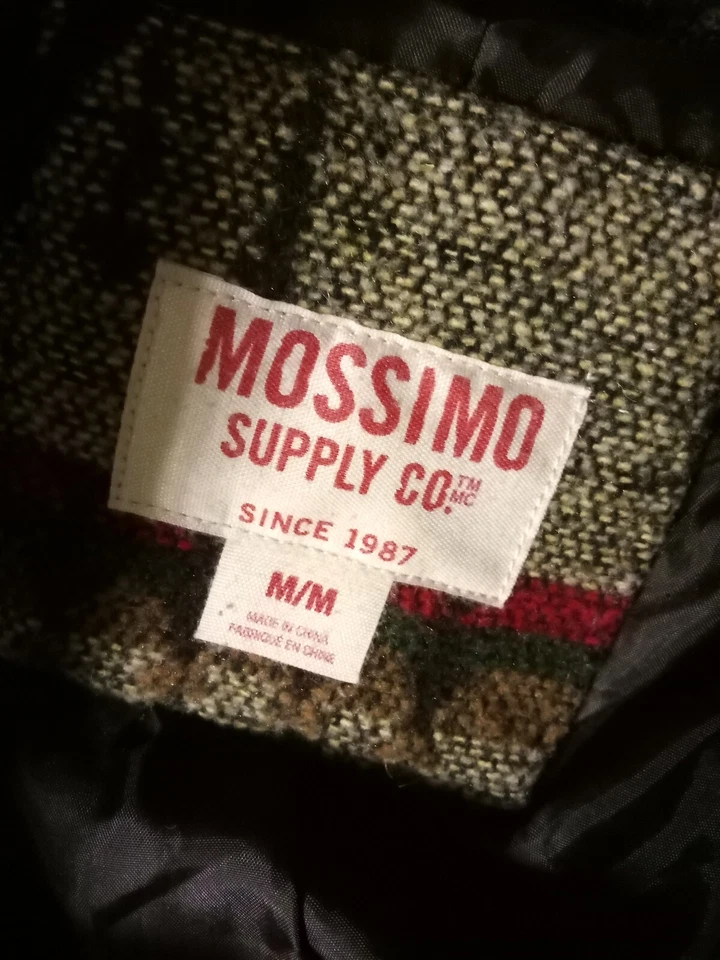 MOSSIMO
SUPPLY CO.™ MC
SINCE 1987
M/M
MADE IN CHINA
FABRIQUÉ EN CHINE